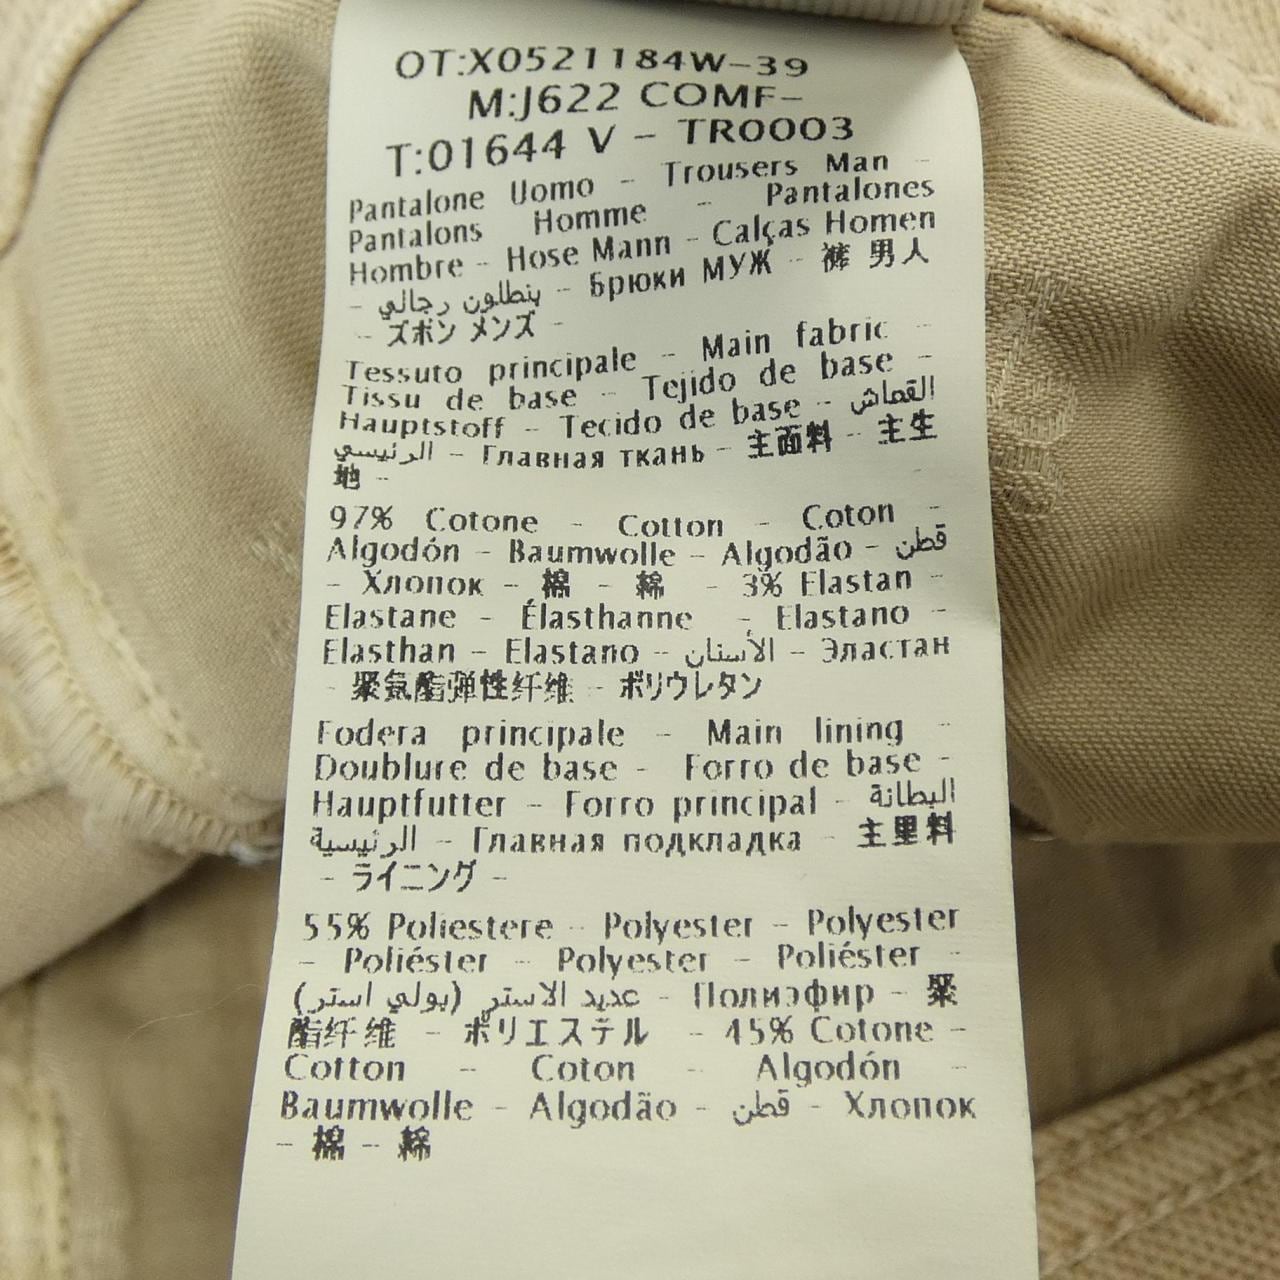 OT:X0521184W-39
M:J622 COMF-
T:01644 V - TR0003
Pantalone Uomo - Trousers Man -
Pantalons Homme - Pantalones
Hombre - Hose Mann - Calças Homen
- بنطلون رجالي - Брюки МУЖ - 裤 男人
- ズボン メンズ -
Tessuto principale - Main fabric -
Tissu de base - Tejido de base -
Hauptstoff - Tecido de base - القماش
الرئيسي - Главная ткань - 主面料 - 主生
地 -
97% Cotone - Cotton - Coton -
Algodón - Baumwolle - Algodão - قطن
- Хлопок - 棉 - 綿 - 3% Elastan -
Elastane - Élasthanne - Elastano -
Elasthan - Elastano - الأستان - Эластан
- 聚氨酯弹性纤维 - ポリウレタン
Fodera principale - Main lining -
Doublure de base - Forro de base -
Hauptfutter - Forro principal - البطانة
الرئيسية - Главная подкладка - 主里料
- ライニング -
55% Poliestere - Polyester - Polyester
- Poliéster - Polyester - Poliéster -
عديد الاستر (بولي استر) - Полиэфир - 聚
酯纤维 - ポリエステル - 45% Cotone -
Cotton - Coton - Algodón -
Baumwolle - Algodão - قطن - Хлопок
- 棉 - 綿